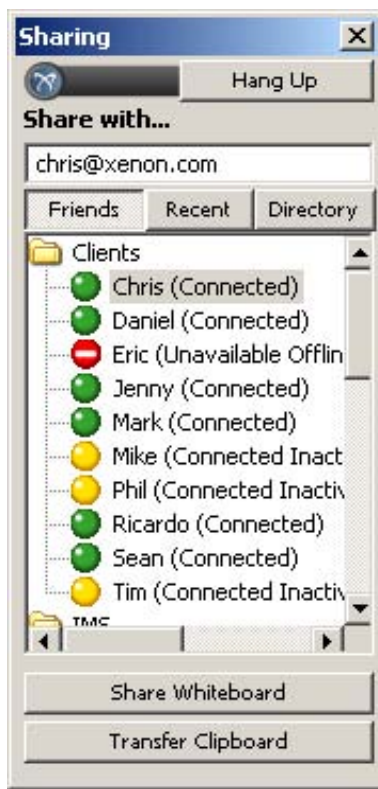 Sharing
Hang Up
Share with...
chris@xenon.com
Friends Recent Directory
Clients
Chris (Connected)
Daniel (Connected)
Eric (Unavailable Offlin
Jenny (Connected)
Mark (Connected)
Mike (Connected Inact
Phil (Connected Inactiv
Ricardo (Connected)
Sean (Connected)
Tim (Connected Inactiv
Share Whiteboard
Transfer Clipboard